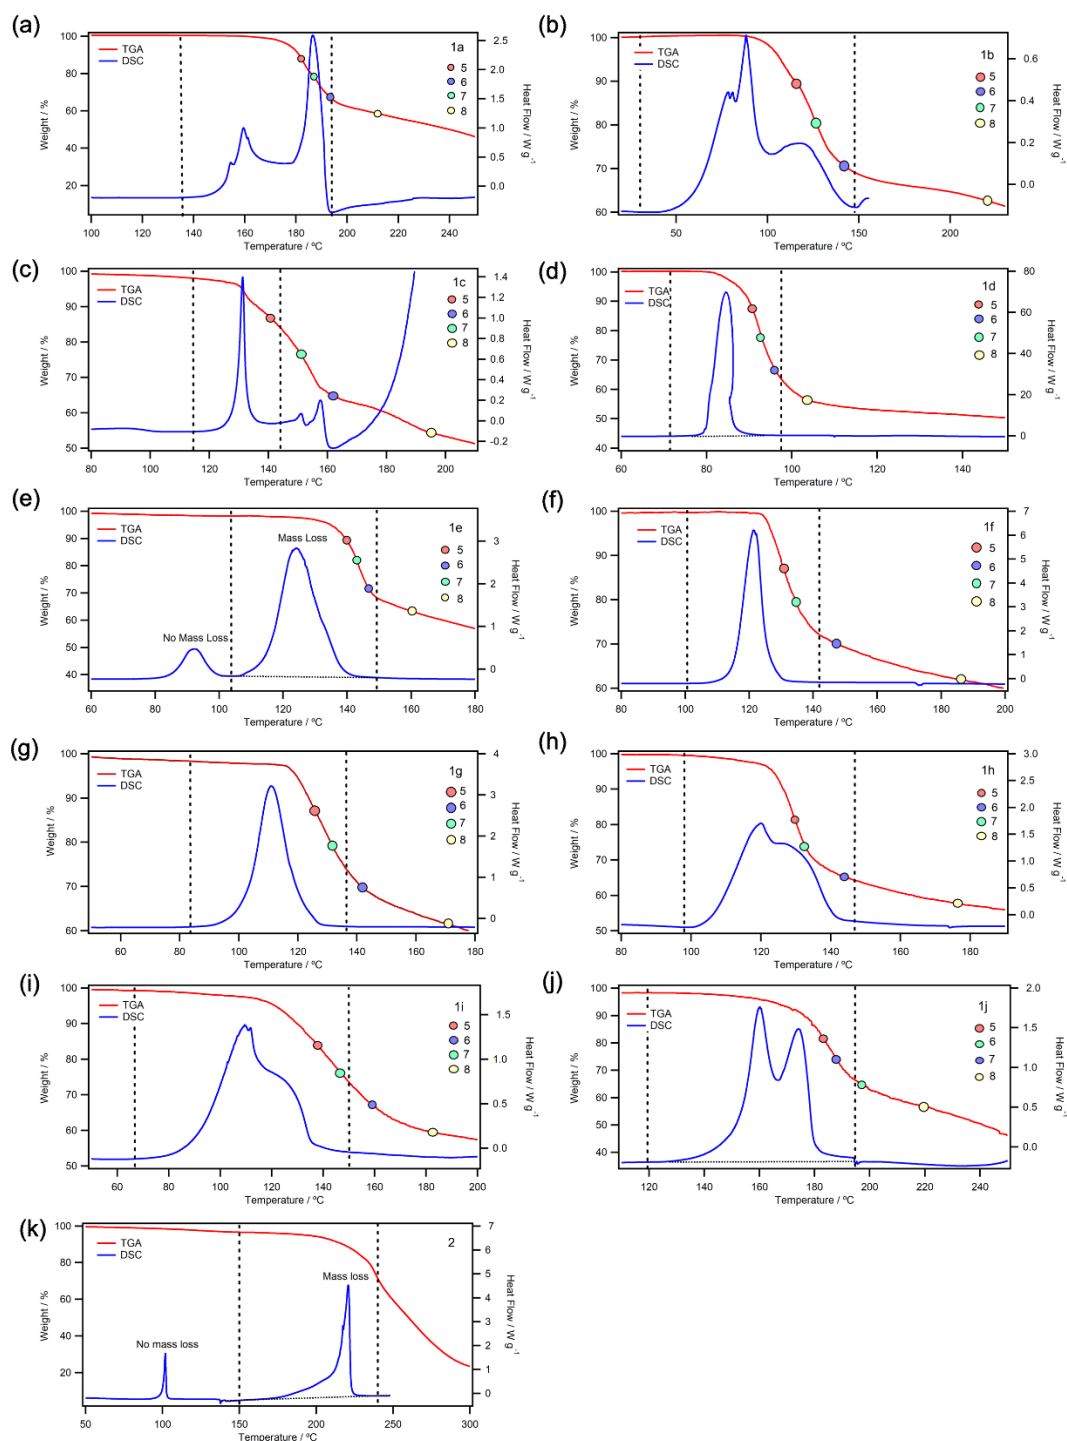 (a)
100
80
60
40
20
Weight / %
TGA
DSC
1a
5
6
7
8
2.5
2.0
1.5
1.0
0.5
0.0
Heat Flow / W g-1
100 120 140 160 180 200 220 240
Temperature / ºC
(b)
100
90
80
70
60
Weight / %
TGA
DSC
1b
5
6
7
8
0.6
0.4
0.2
0.0
Heat Flow / W g-1
50 100 150 200
Temperature / ºC
(c)
100
90
80
70
60
50
Weight / %
TGA
DSC
1c
5
6
7
8
1.4
1.2
1.0
0.8
0.6
0.4
0.2
0.0
-0.2
Heat Flow / W g-1
80 100 120 140 160 180 200
Temperature / ºC
(d)
100
90
80
70
60
50
40
Weight / %
TGA
DSC
1d
5
6
7
8
80
60
40
20
0
Heat Flow / W g-1
60 80 100 120 140
Temperature / ºC
(e)
100
90
80
70
60
50
40
Weight / %
TGA
DSC
No Mass Loss
Mass Loss
1e
5
7
6
8
3
2
1
0
Heat Flow / W g-1
60 80 100 120 140 160 180
Temperature / ºC
(f)
100
90
80
70
60
Weight / %
TGA
DSC
1f
5
6
7
8
7
6
5
4
3
2
1
0
Heat Flow / W g-1
80 100 120 140 160 180 200
Temperature / ºC
(g)
100
90
80
70
60
Weight / %
TGA
DSC
1g
5
6
7
8
4
3
2
1
0
Heat Flow / W g-1
60 80 100 120 140 160 180
Temperature / ºC
(h)
100
90
80
70
60
50
Weight / %
TGA
DSC
1h
5
6
7
8
3.0
2.5
2.0
1.5
1.0
0.5
0.0
Heat Flow / W g-1
80 100 120 140 160 180 200
Temperature / ºC
(i)
100
90
80
70
60
50
Weight / %
TGA
DSC
1i
5
6
7
8
1.5
1.0
0.5
0.0
Heat Flow / W g-1
60 80 100 120 140 160 180 200
Temperature / ºC
(j)
100
90
80
70
60
50
40
Weight / %
TGA
DSC
1j
5
6
7
8
2.0
1.5
1.0
0.5
0.0
Heat Flow / W g-1
120 140 160 180 200 220 240
Temperature / ºC
(k)
100
80
60
40
20
Weight / %
TGA
DSC
No mass loss
Mass loss
2
7
6
5
4
3
2
1
0
Heat Flow / W g-1
50 100 150 200 250 300
Temperature / ºC